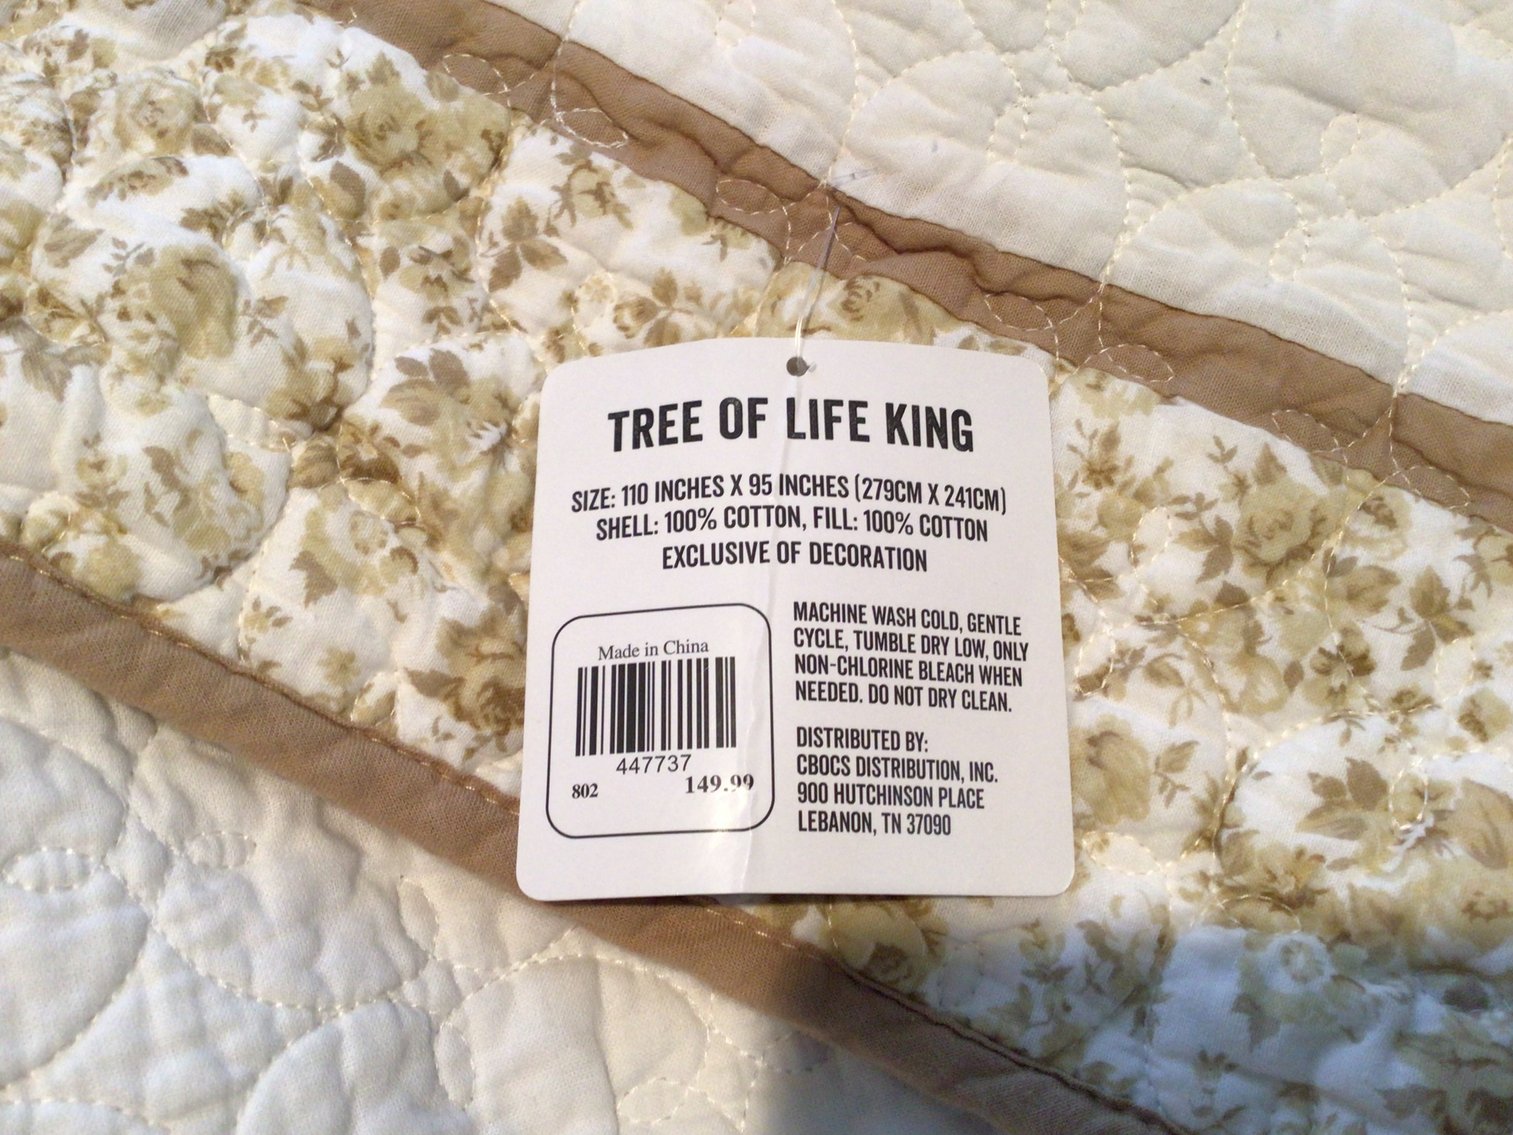 TREE OF LIFE KING
SIZE: 110 INCHES X 95 INCHES (279CM X 241CM)
SHELL: 100% COTTON, FILL: 100% COTTON
EXCLUSIVE OF DECORATION
Made in China
447737
802 149.99
MACHINE WASH COLD, GENTLE
CYCLE, TUMBLE DRY LOW, ONLY
NON-CHLORINE BLEACH WHEN
NEEDED. DO NOT DRY CLEAN.
DISTRIBUTED BY:
CBOCS DISTRIBUTION, INC.
900 HUTCHINSON PLACE
LEBANON, TN 37090